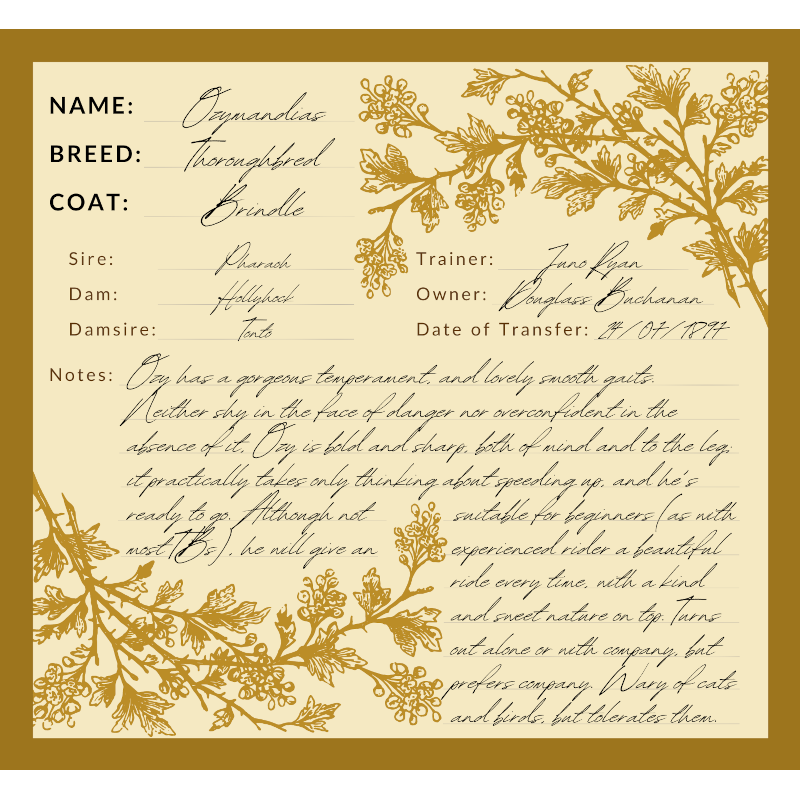 NAME: Ozymandias
BREED: Thoroughbred
COAT: Brindle
Sire: Pharaoh
Dam: Hollyhock
Damsire: Tonto
Trainer: Juno Ryan
Owner: Douglass Buchanan
Date of Transfer: 24/07/1897
Notes: Ozy has a gorgeous temperament, and lovely smooth gaits.
Neither shy in the face of danger nor overconfident in the
absence of it, Ozy is bold and sharp, both of mind and to the leg;
it practically takes only thinking about speeding up, and he's
ready to go. Although not suitable for beginners (as with
most TBs), he will give an experienced rider a beautiful
ride every time, with a kind
and sweet nature on top. Turns
out alone or with company, but
prefers company. Wary of cats
and birds, but tolerates them.